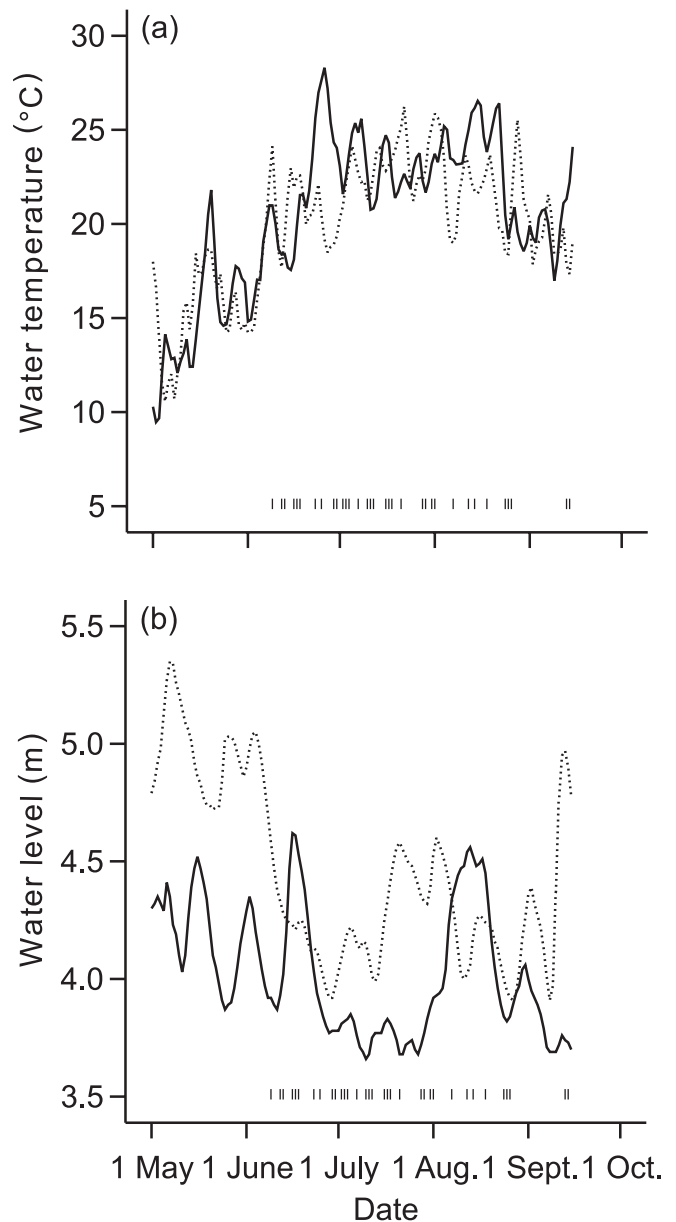 (a)
30
25
20
15
10
5
Water temperature (°C)
(b)
5.5
5.0
4.5
4.0
3.5
Water level (m)
1 May 1 June 1 July 1 Aug. 1 Sept. 1 Oct.
Date